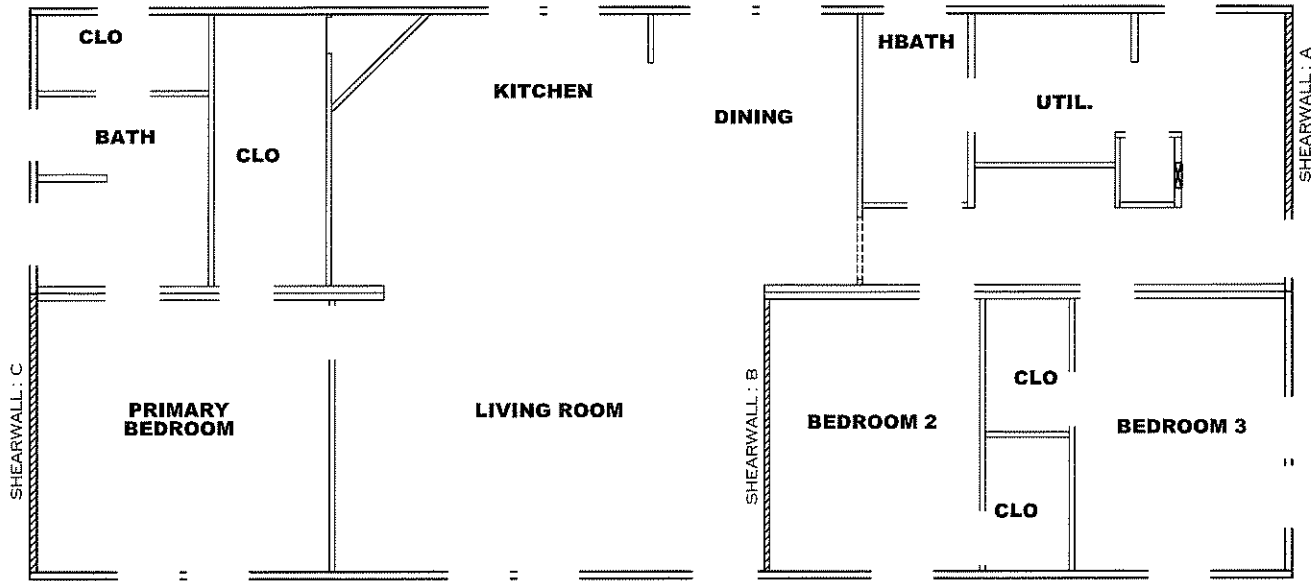 CLO
HBATH
KITCHEN
UTIL.
DINING
BATH
CLO
SHEARWALL : A
PRIMARY
BEDROOM
LIVING ROOM
BEDROOM 2
CLO
BEDROOM 3
CLO
SHEARWALL : C
SHEARWALL : B